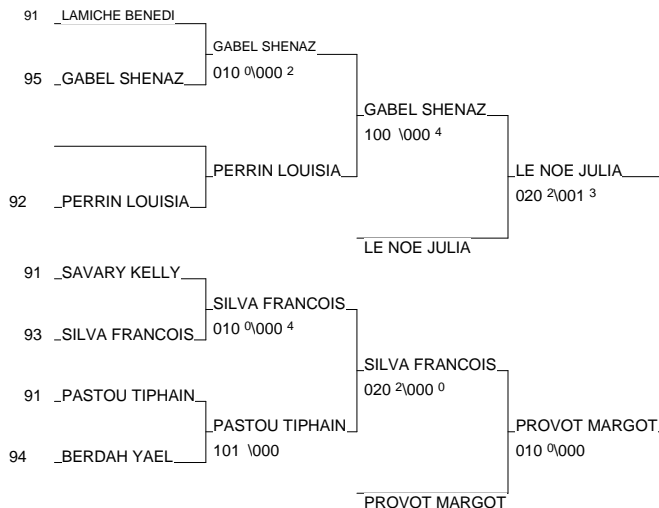 91 LAMICHE BENEDI
GABEL SHENAZ
010 0\000 2
95 GABEL SHENAZ
GABEL SHENAZ
100 \000 4
PERRIN LOUISIA
LE NOE JULIA
020 2\001 3
92 PERRIN LOUISIA
LE NOE JULIA
91 SAVARY KELLY
SILVA FRANCOIS
010 0\000 4
93 SILVA FRANCOIS
SILVA FRANCOIS
020 2\000 0
91 PASTOU TIPHAIN
PASTOU TIPHAIN
101 \000
PROVOT MARGOT
010 0\000
94 BERDAH YAEL
PROVOT MARGOT